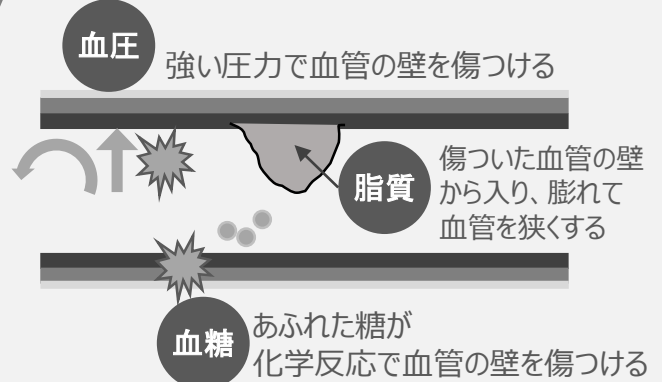 血圧
強い圧力で血管の壁を傷つける
脂質
傷ついた血管の壁
から入り、膨れて
血管を狭くする
血糖
あふれた糖が
化学反応で血管の壁を傷つける